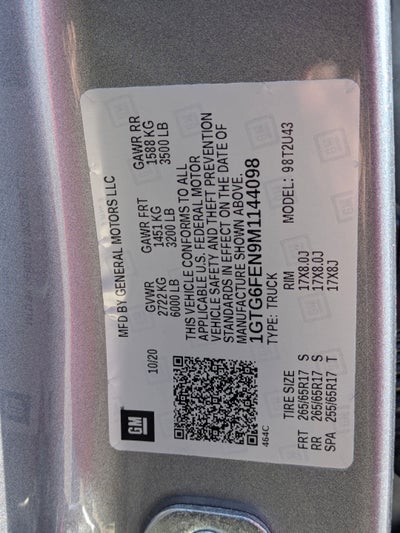 GM
MFD BY GENERAL MOTORS LLC
10/20
GVWR GAWR FRT GAWR RR
2722 KG 1451 KG 1588 KG
6000 LB 3200 LB 3500 LB
THIS VEHICLE CONFORMS TO ALL
APPLICABLE U.S. FEDERAL MOTOR
VEHICLE SAFETY AND THEFT PREVENTION
STANDARDS IN EFFECT ON THE DATE OF
MANUFACTURE SHOWN ABOVE.
1GTG6FEN9M1144098
464C
TYPE: TRUCK MODEL: 98T2U43
TIRE SIZE RIM
FRT 265/65R17 S 17X8.0J
RR 265/65R17 S 17X8.0J
SPA 255/65R17 T 17X8J